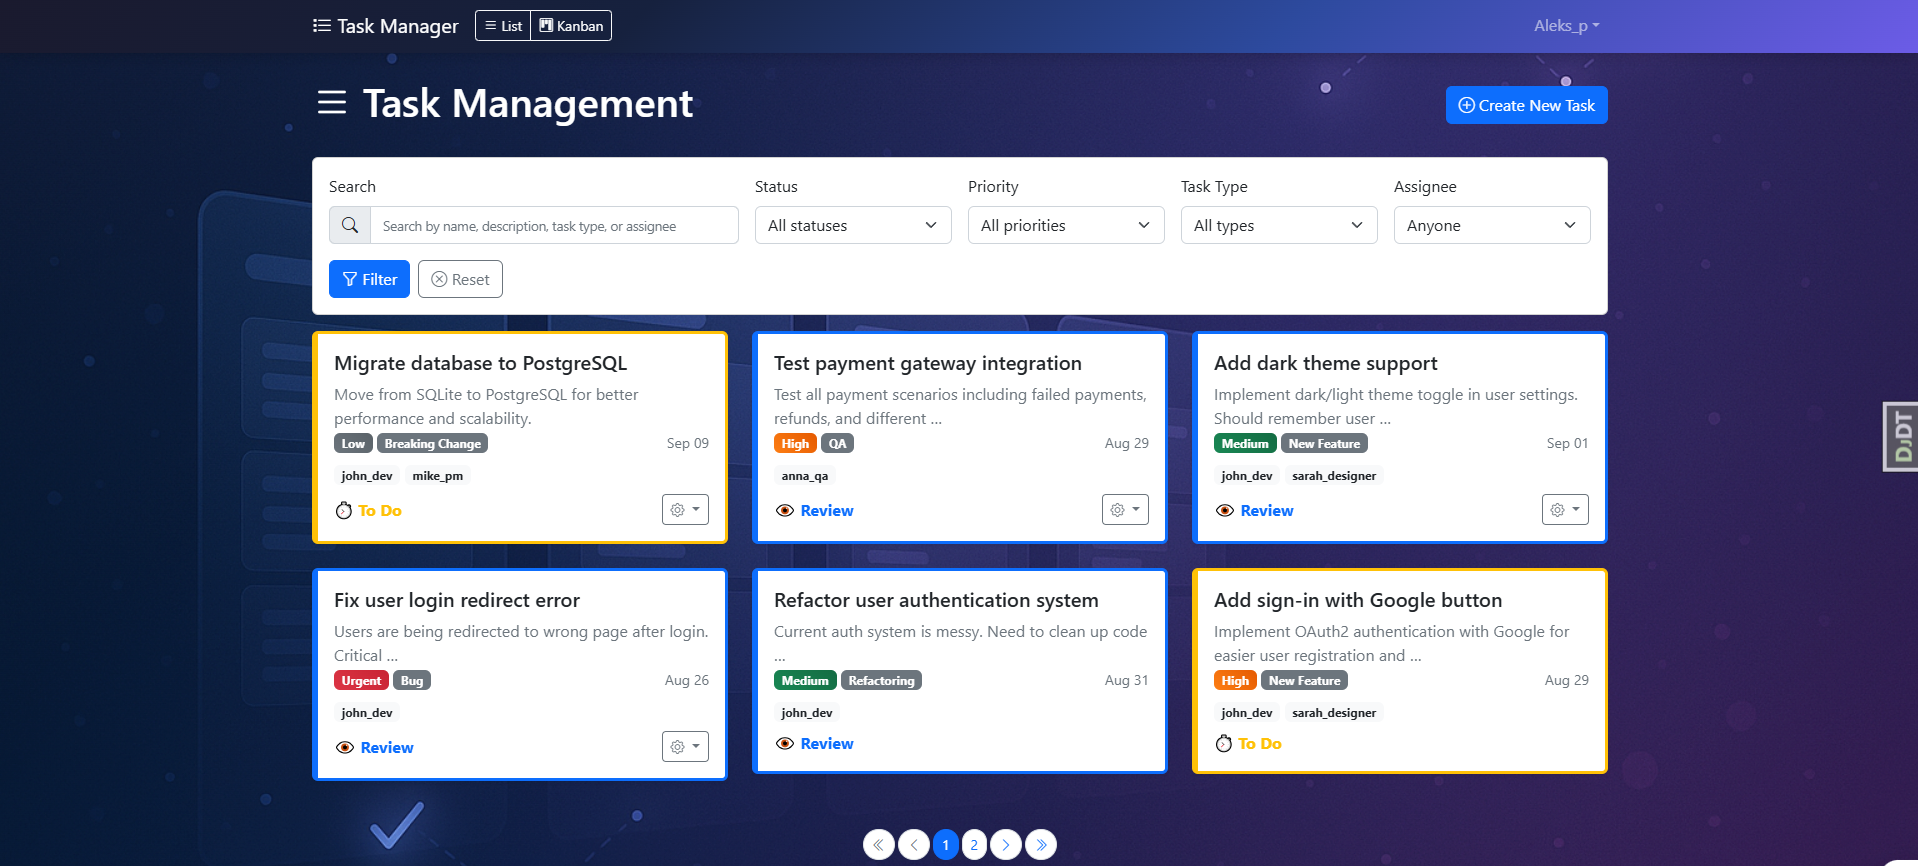 Task Manager
List
Kanban
Aleks_p
Task Management
Create New Task
Search
Status
Priority
Task Type
Assignee
Search by name, description, task type, or assignee
All statuses
All priorities
All types
Anyone
Filter
Reset
Migrate database to PostgreSQL
Move from SQLite to PostgreSQL for better
performance and scalability.
Low
Breaking Change
Sep 09
john_dev
mike_pm
To Do
Test payment gateway integration
Test all payment scenarios including failed payments,
refunds, and different ...
High
QA
Aug 29
anna_qa
Review
Add dark theme support
Implement dark/light theme toggle in user settings.
Should remember user ...
Medium
New Feature
Sep 01
john_dev
sarah_designer
Review
Fix user login redirect error
Users are being redirected to wrong page after login.
Critical ...
Urgent
Bug
Aug 26
john_dev
Review
Refactor user authentication system
Current auth system is messy. Need to clean up code
...
Medium
Refactoring
Aug 31
john_dev
Review
Add sign-in with Google button
Implement OAuth2 authentication with Google for
easier user registration and ...
High
New Feature
Aug 29
john_dev
sarah_designer
To Do
DJDT
« ‹ 1 2 › »